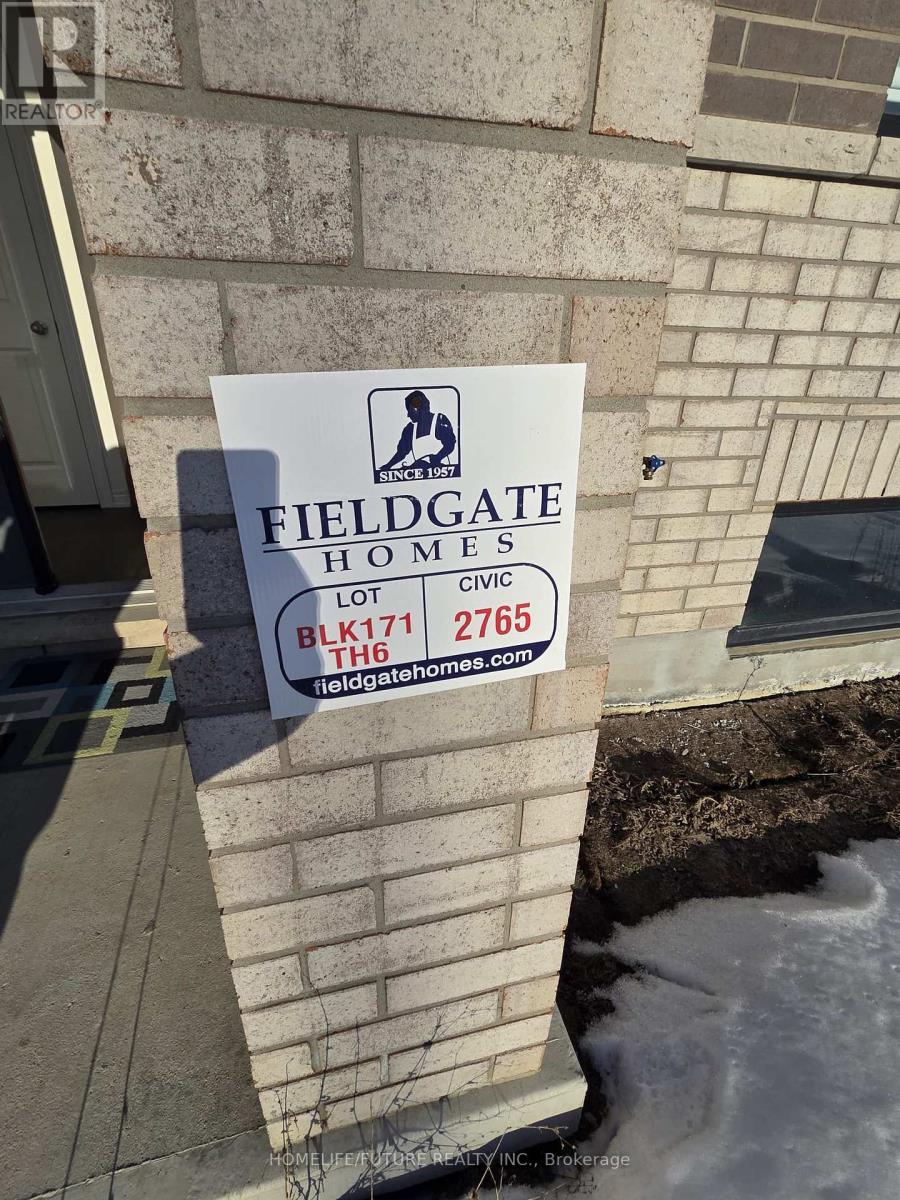 REALTOR®
SINCE 1957
FIELDGATE
HOMES
LOT
BLK171
TH6
CIVIC
2765
fieldgatehomes.com
HOMELIFE/FUTURE REALTY INC., Brokerage